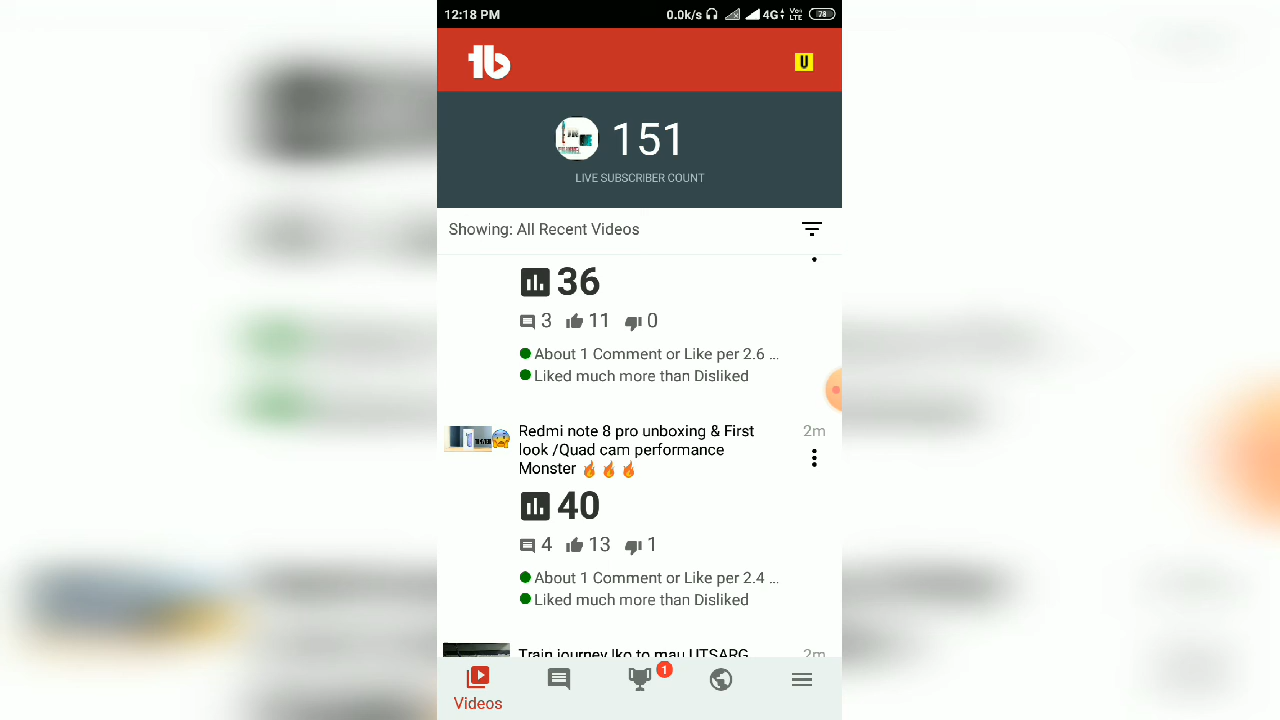 12:18 PM 0.0k/s 4G Vo LTE 78
tb U
151
LIVE SUBSCRIBER COUNT
Showing: All Recent Videos
36
3 11 0
About 1 Comment or Like per 2.6 ...
Liked much more than Disliked
Redmi note 8 pro unboxing & First 2m
look /Quad cam performance
Monster 🔥🔥🔥
40
4 13 1
About 1 Comment or Like per 2.4 ...
Liked much more than Disliked
Train journey lko to mau UTSARG 2m
1
Videos